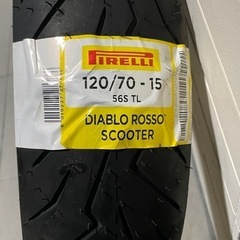 PIRELLI
120/70 - 15
56S TL
DIABLO ROSSO
SCOOTER